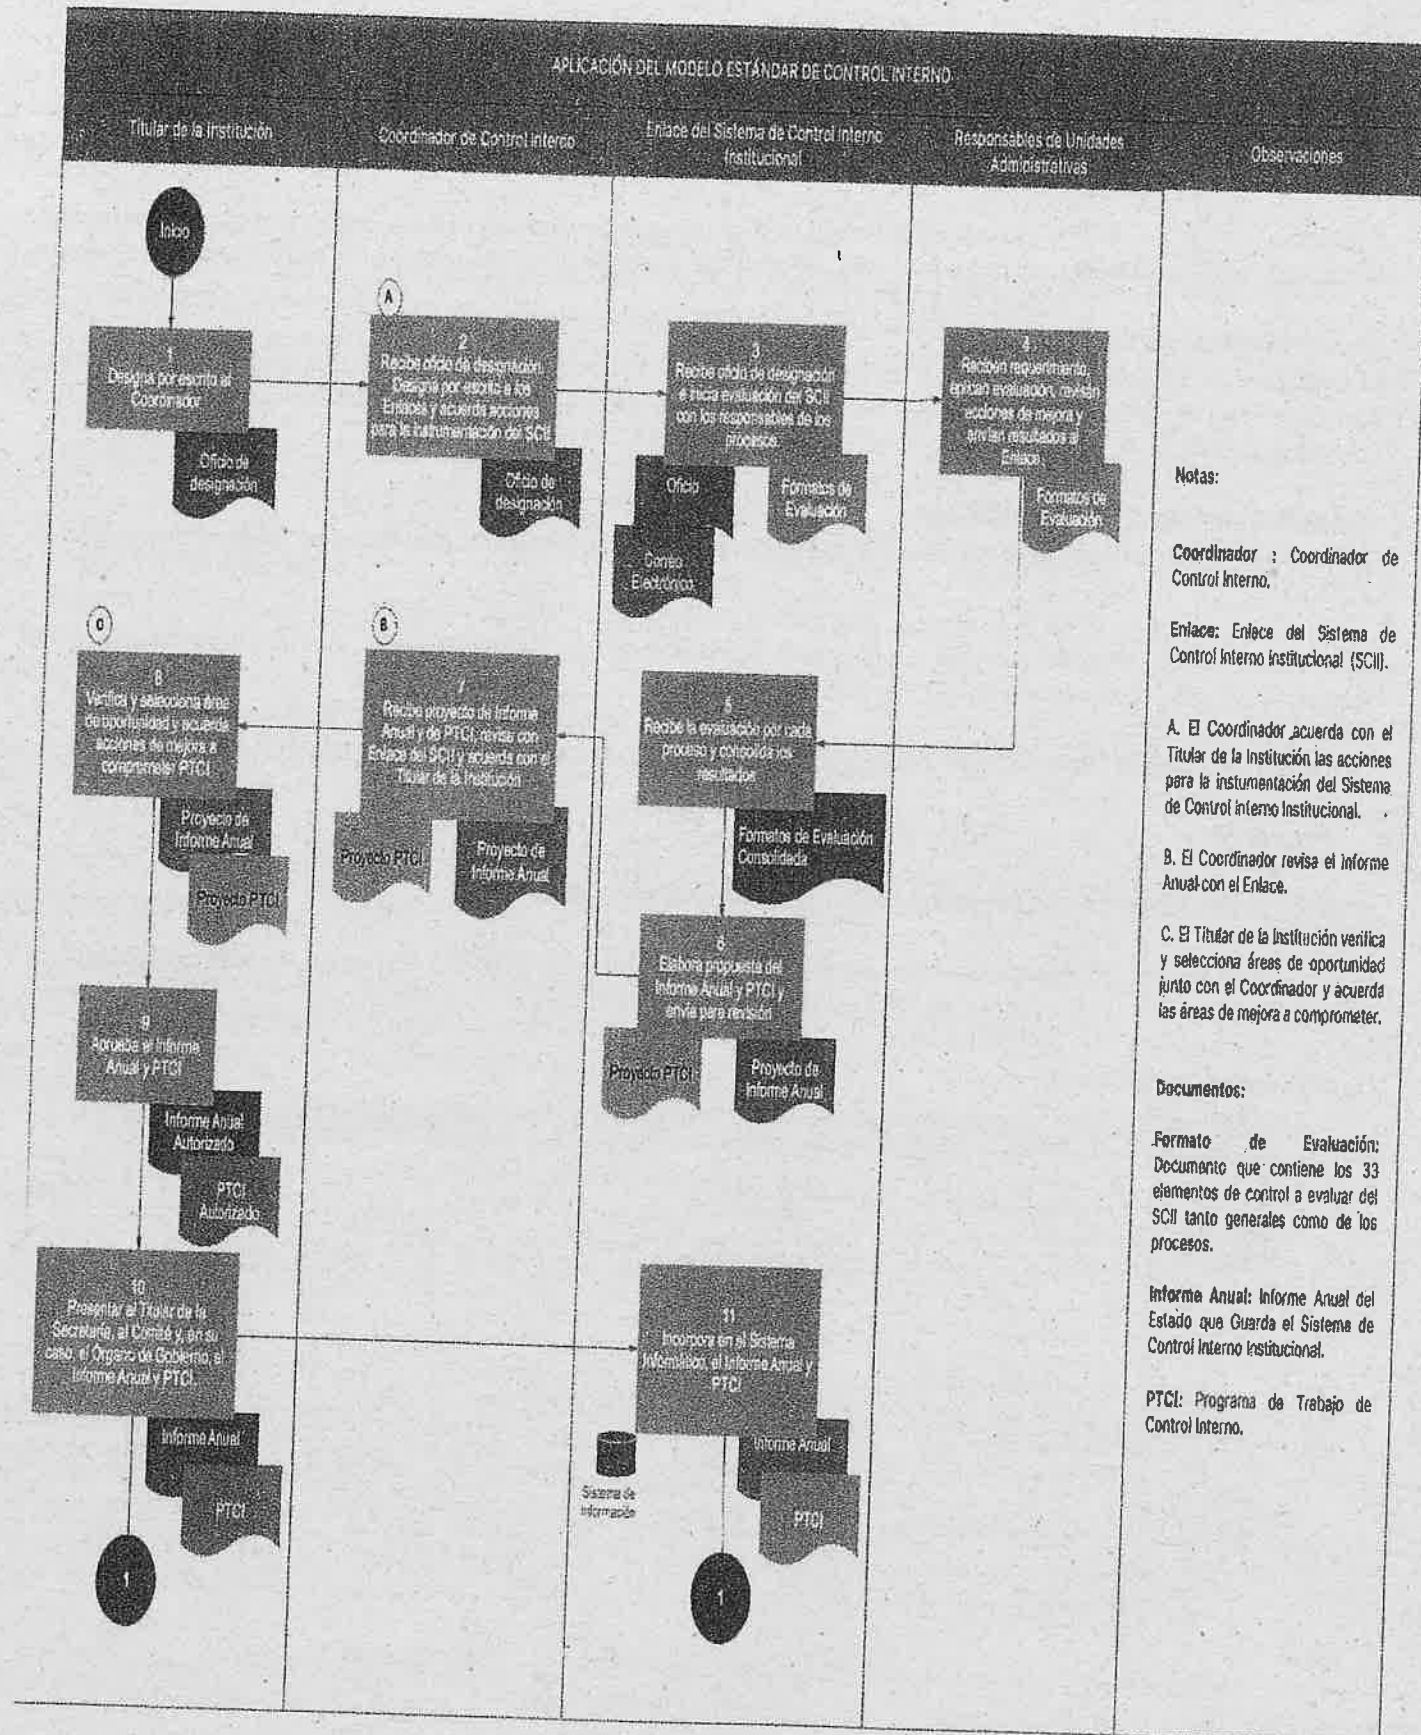 APLICACIÓN DEL MODELO ESTÁNDAR DE CONTROL INTERNO
Titular de la Institución
Coordinador de Control Interno
Enlace del Sistema de Control Interno
Institucional
Responsables de Unidades
Administrativas
Observaciones
Inicio
1
Designa por escrito al
Coordinador
Oficio de
designación
A
2
Recibe oficio de designación.
Designa por escrito a los
Enlaces y acuerda acciones
para la instrumentación del SCII
Oficio de
designación
3
Recibe oficio de designación
e inicia evaluación del SCII
con los responsables de los
procesos
Oficio
Formatos de
Evaluación
Correo
Electrónico
4
Reciben requerimiento,
aplican evaluación, revisan
acciones de mejora y
envían resultados al
Enlace.
Formatos de
Evaluación
5
Recibe la evaluación por cada
proceso y consolida los
resultados
Formatos de Evaluación
Consolidada
6
Elabora propuesta del
Informe Anual y PTCI y
envía para revisión
Proyecto PTCI
Proyecto de
Informe Anual
B
7
Recibe proyecto de Informe
Anual y de PTCI, revisa con
Enlace del SCII y acuerda con el
Titular de la Institución
Proyecto PTCI
Proyecto de
Informe Anual
8
Verifica y selecciona área
de oportunidad y acuerda
acciones de mejora a
comprometer PTCI
Proyecto de
Informe Anual
Proyecto PTCI
9
Aprueba el Informe
Anual y PTCI
Informe Anual
Autorizado
PTCI
Autorizado
10
Presentar al Titular de la
Secretaría, al Comité y, en su
caso, el Órgano de Gobierno, el
Informe Anual y PTCI.
Informe Anual
PTCI
1
11
Incorpora en el Sistema
Informático, el Informe Anual y
PTCI
Sistema de
Información
Informe Anual
PTCI
1
Notas:
Coordinador : Coordinador de
Control Interno.
Enlace: Enlace del Sistema de
Control Interno Institucional (SCII).
A. El Coordinador acuerda con el
Titular de la Institución las acciones
para la instumentación del Sistema
de Control Interno Institucional.
B. El Coordinador revisa el Informe
Anual con el Enlace.
C. El Titular de la Institución verifica
y selecciona áreas de oportunidad
junto con el Coordinador y acuerda
las áreas de mejora a comprometer.
Documentos:
Formato de Evaluación:
Documento que contiene los 33
elementos de control a evaluar del
SCII tanto generales como de los
procesos.
Informe Anual: Informe Anual del
Estado que Guarda el Sistema de
Control Interno Institucional.
PTCI: Programa de Trabajo de
Control Interno.